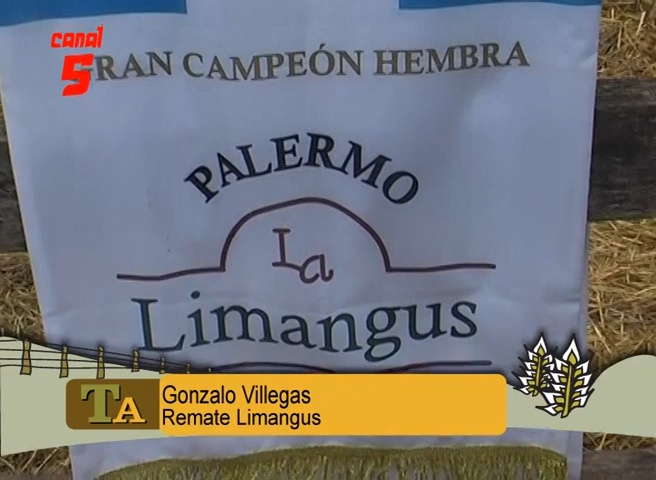 canal
5
GRAN CAMPEÓN HEMBRA
PALERMO
La
Limangus
TA
Gonzalo Villegas
Remate Limangus